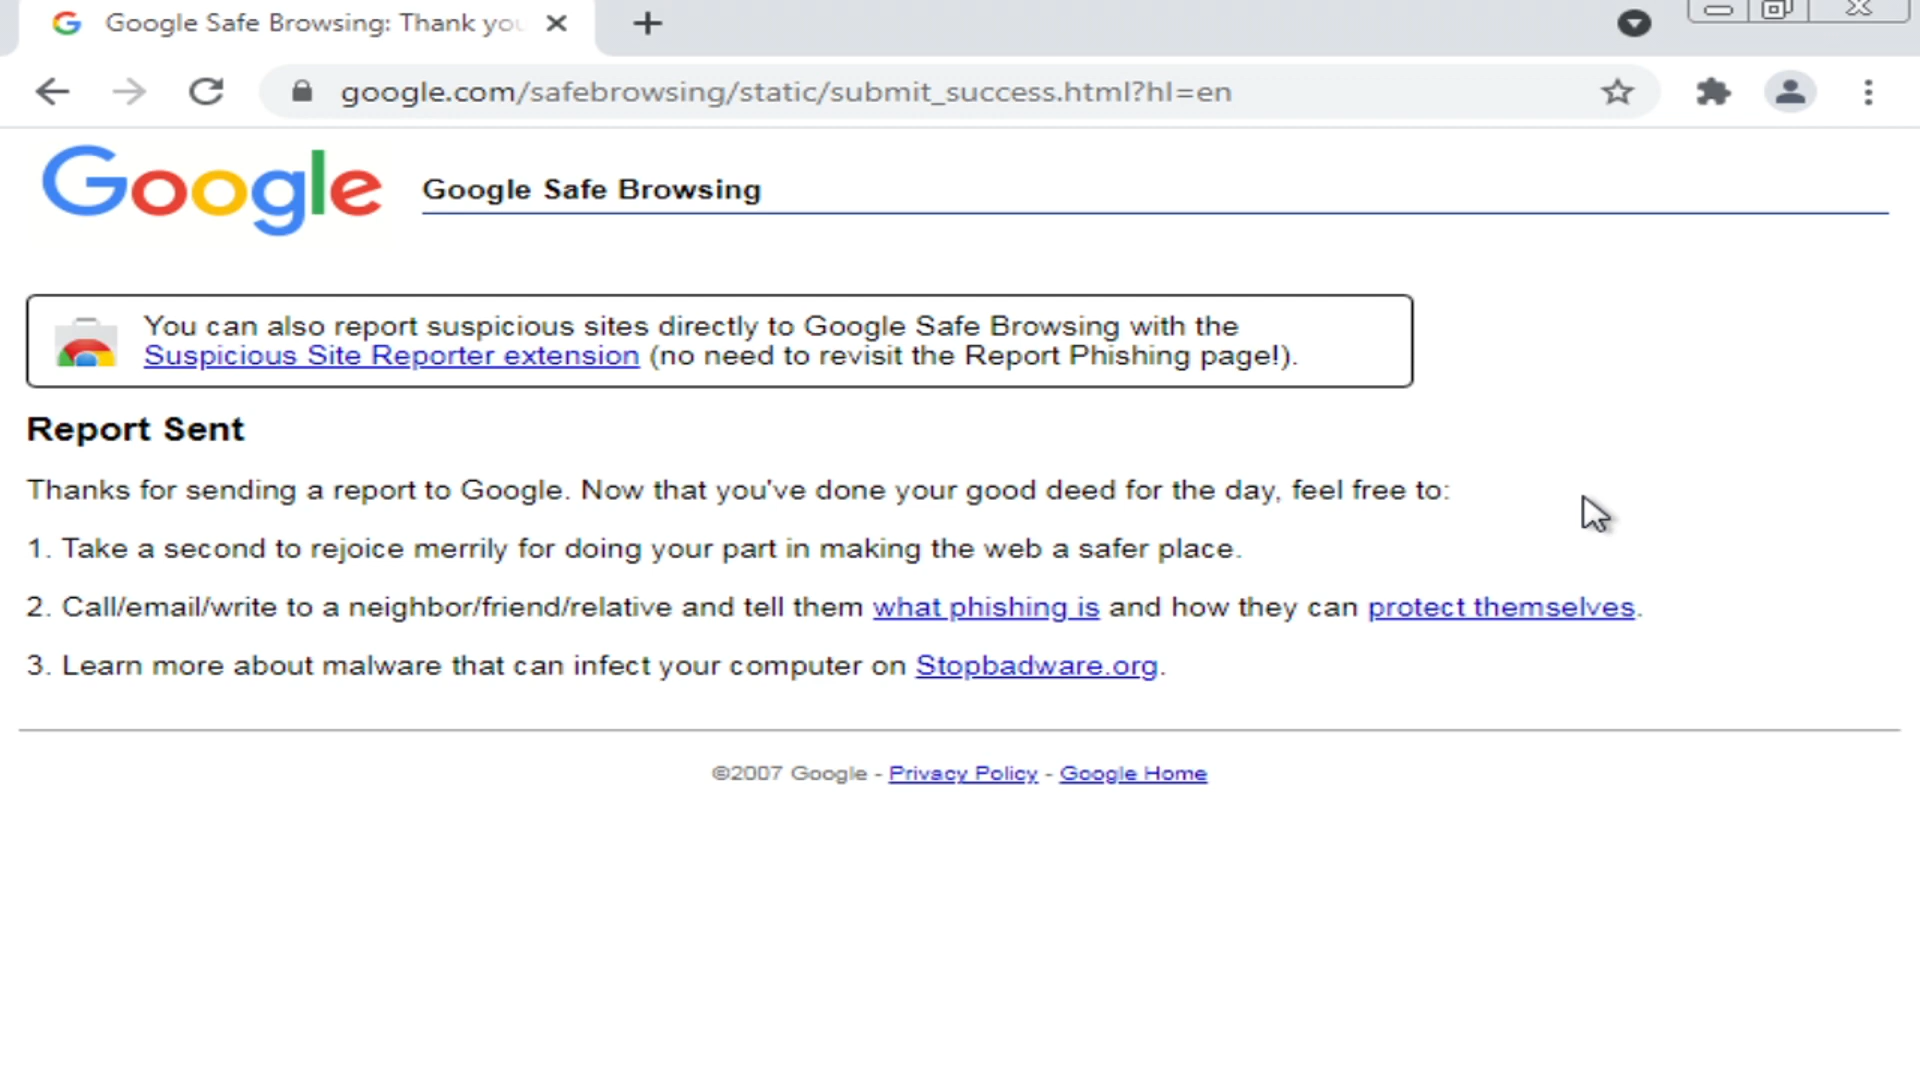 Google Safe Browsing: Thank you
google.com/safebrowsing/static/submit_success.html?hl=en
Google
Google Safe Browsing
You can also report suspicious sites directly to Google Safe Browsing with the
Suspicious Site Reporter extension (no need to revisit the Report Phishing page!).
Report Sent
Thanks for sending a report to Google. Now that you've done your good deed for the day, feel free to:
1. Take a second to rejoice merrily for doing your part in making the web a safer place.
2. Call/email/write to a neighbor/friend/relative and tell them what phishing is and how they can protect themselves.
3. Learn more about malware that can infect your computer on Stopbadware.org.
©2007 Google - Privacy Policy - Google Home